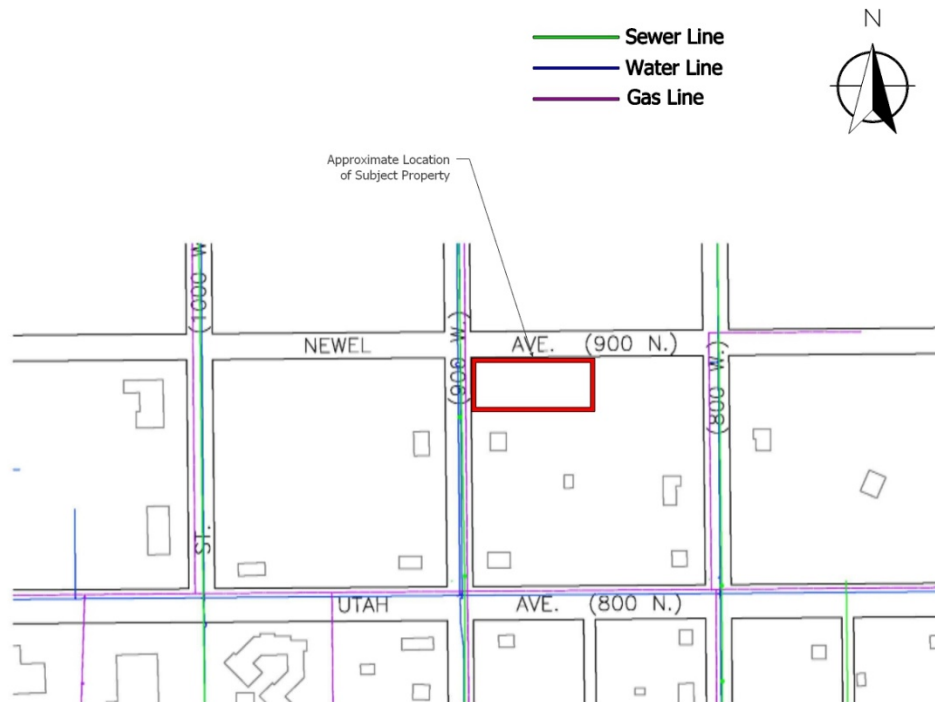 N
Sewer Line
Water Line
Gas Line
Approximate Location
of Subject Property
(1000 W
NEWEL
(900 W.)
AVE. (900 N.)
(800 W.)
ST.
UTAH
AVE. (800 N.)